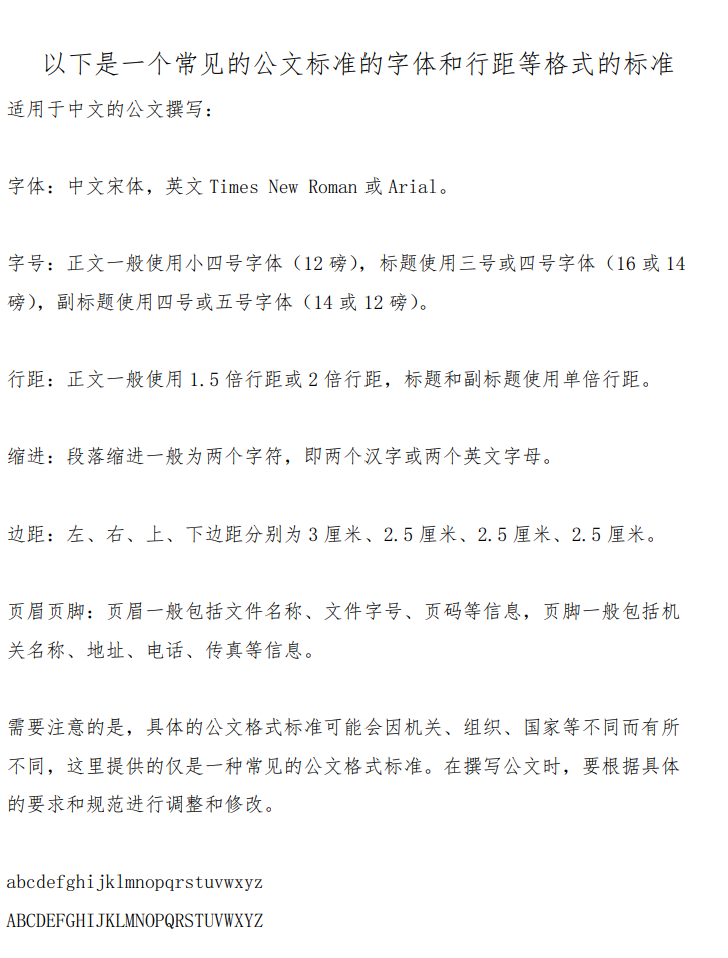 以下是一个常见的公文标准的字体和行距等格式的标准
适用于中文的公文撰写：
字体：中文宋体，英文 Times New Roman 或 Arial。
字号：正文一般使用小四号字体（12 磅），标题使用三号或四号字体（16 或 14
磅），副标题使用四号或五号字体（14 或 12 磅）。
行距：正文一般使用 1.5 倍行距或 2 倍行距，标题和副标题使用单倍行距。
缩进：段落缩进一般为两个字符，即两个汉字或两个英文字母。
边距：左、右、上、下边距分别为 3 厘米、2.5 厘米、2.5 厘米、2.5 厘米。
页眉页脚：页眉一般包括文件名称、文件字号、页码等信息，页脚一般包括机
关名称、地址、电话、传真等信息。
需要注意的是，具体的公文格式标准可能会因机关、组织、国家等不同而有所
不同，这里提供的仅是一种常见的公文格式标准。在撰写公文时，要根据具体
的要求和规范进行调整和修改。
abcdefghijklmnopqrstuvwxyz
ABCDEFGHIJKLMNOPQRSTUVWXYZ